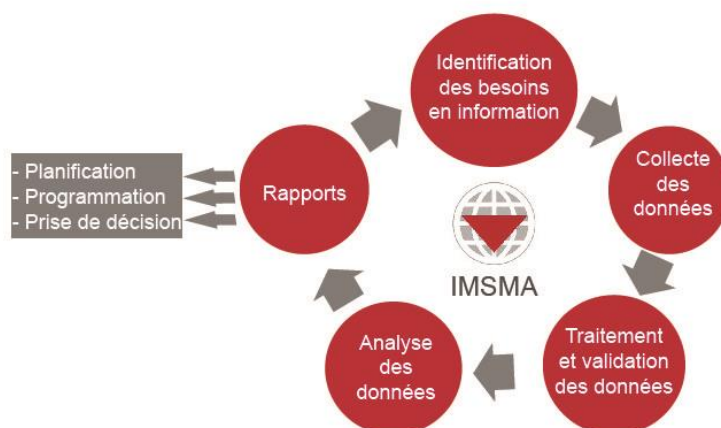 Identification
des besoins
en information
Collecte
des
données
Traitement
et validation
des données
Analyse
des
données
Rapports
- Planification
- Programmation
- Prise de décision
IMSMA